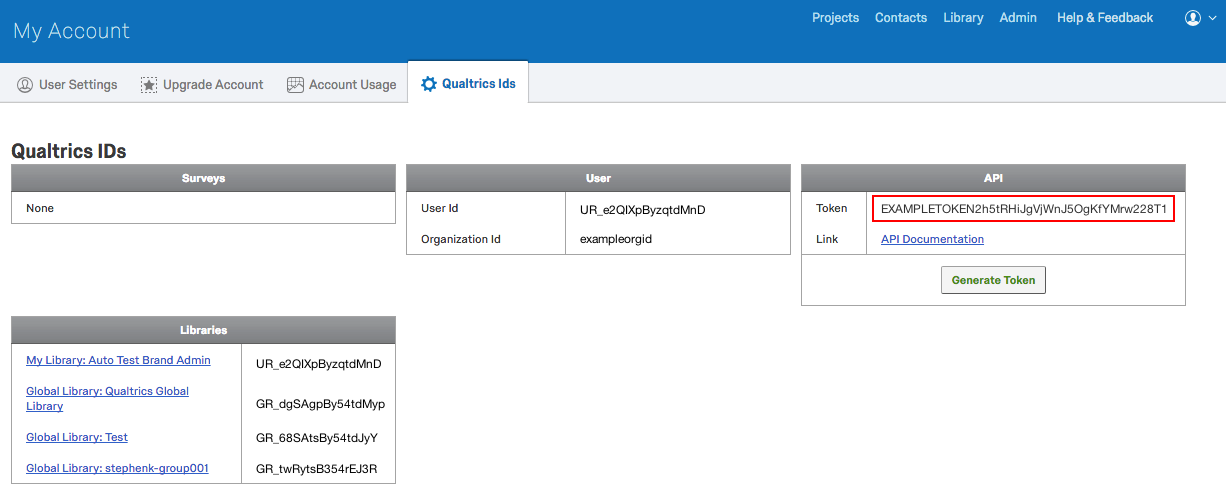 My Account
Projects Contacts Library Admin Help & Feedback
User Settings Upgrade Account Account Usage Qualtrics Ids
Qualtrics IDs
Surveys
None
User
User Id UR_e2QIXpByzqtdMnD
Organization Id exampleorgid
API
Token EXAMPLETOKEN2h5tRHiJgVjWnJ5OgKfYMrw228T1
Link API Documentation
Generate Token
Libraries
My Library: Auto Test Brand Admin UR_e2QIXpByzqtdMnD
Global Library: Qualtrics Global
Library GR_dgSAgpBy54tdMyp
Global Library: Test GR_68SAtsBy54tdJyY
Global Library: stephenk-group001 GR_twRytsB354rEJ3R